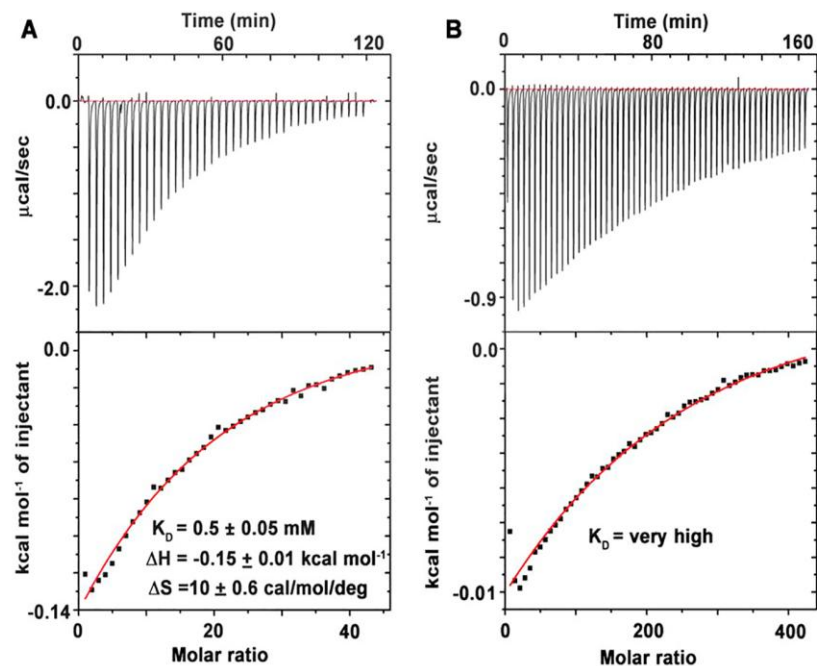 A
Time (min)
0 60 120
0.0
-2.0
µcal/sec
0.0
-0.14
kcal mol⁻¹ of injectant
K_D = 0.5 ± 0.05 mM
ΔH = -0.15 ± 0.01 kcal mol⁻¹
ΔS =10 ± 0.6 cal/mol/deg
0 20 40
Molar ratio
B
Time (min)
0 80 160
0.0
-0.9
µcal/sec
0.0
-0.01
kcal mol⁻¹ of injectant
K_D = very high
0 200 400
Molar ratio